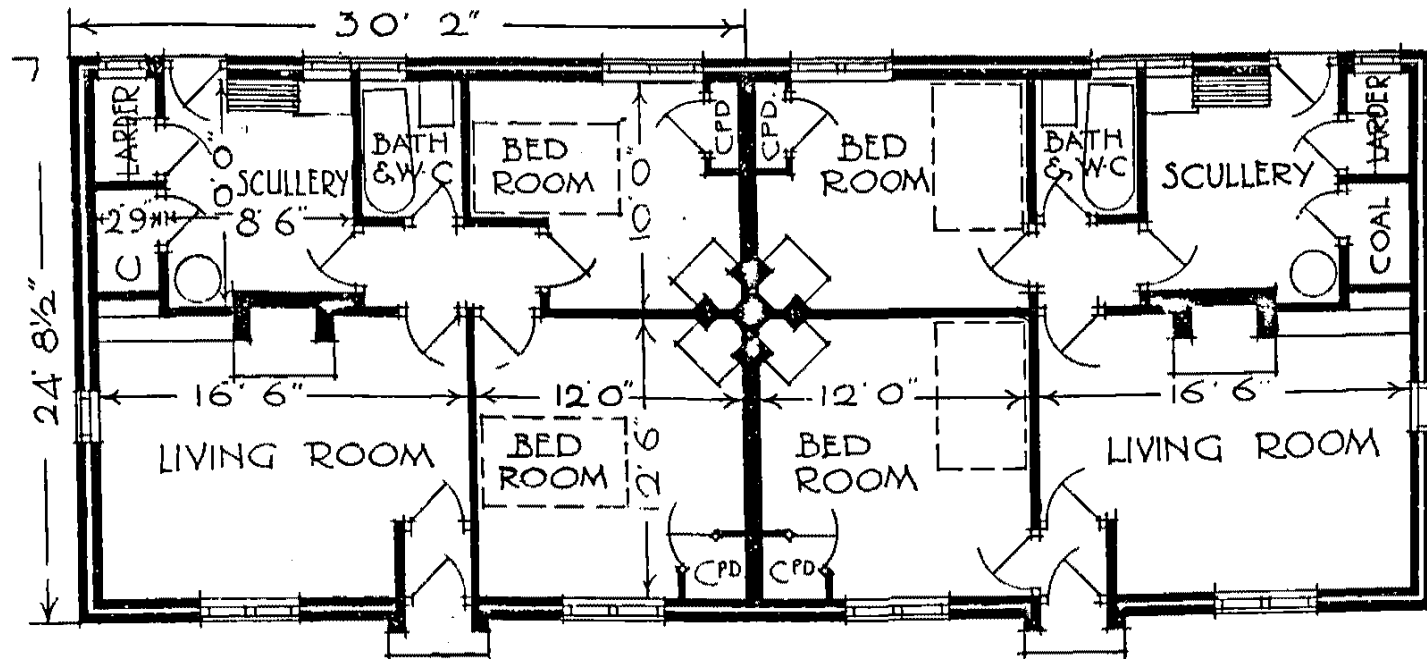 30' 2"
24' 8½"
LARDER
10'0"
SCULLERY
2'9"
8' 6"
C
BATH
& W·C
BED
ROOM
10'0"
CPD
CPD.
BED
ROOM
BATH
& W·C
SCULLERY
LARDER
COAL
16' 6"
LIVING ROOM
12'0"
BED
ROOM
12' 6"
CPD
CPD
12'0"
BED
ROOM
16' 6"
LIVING ROOM